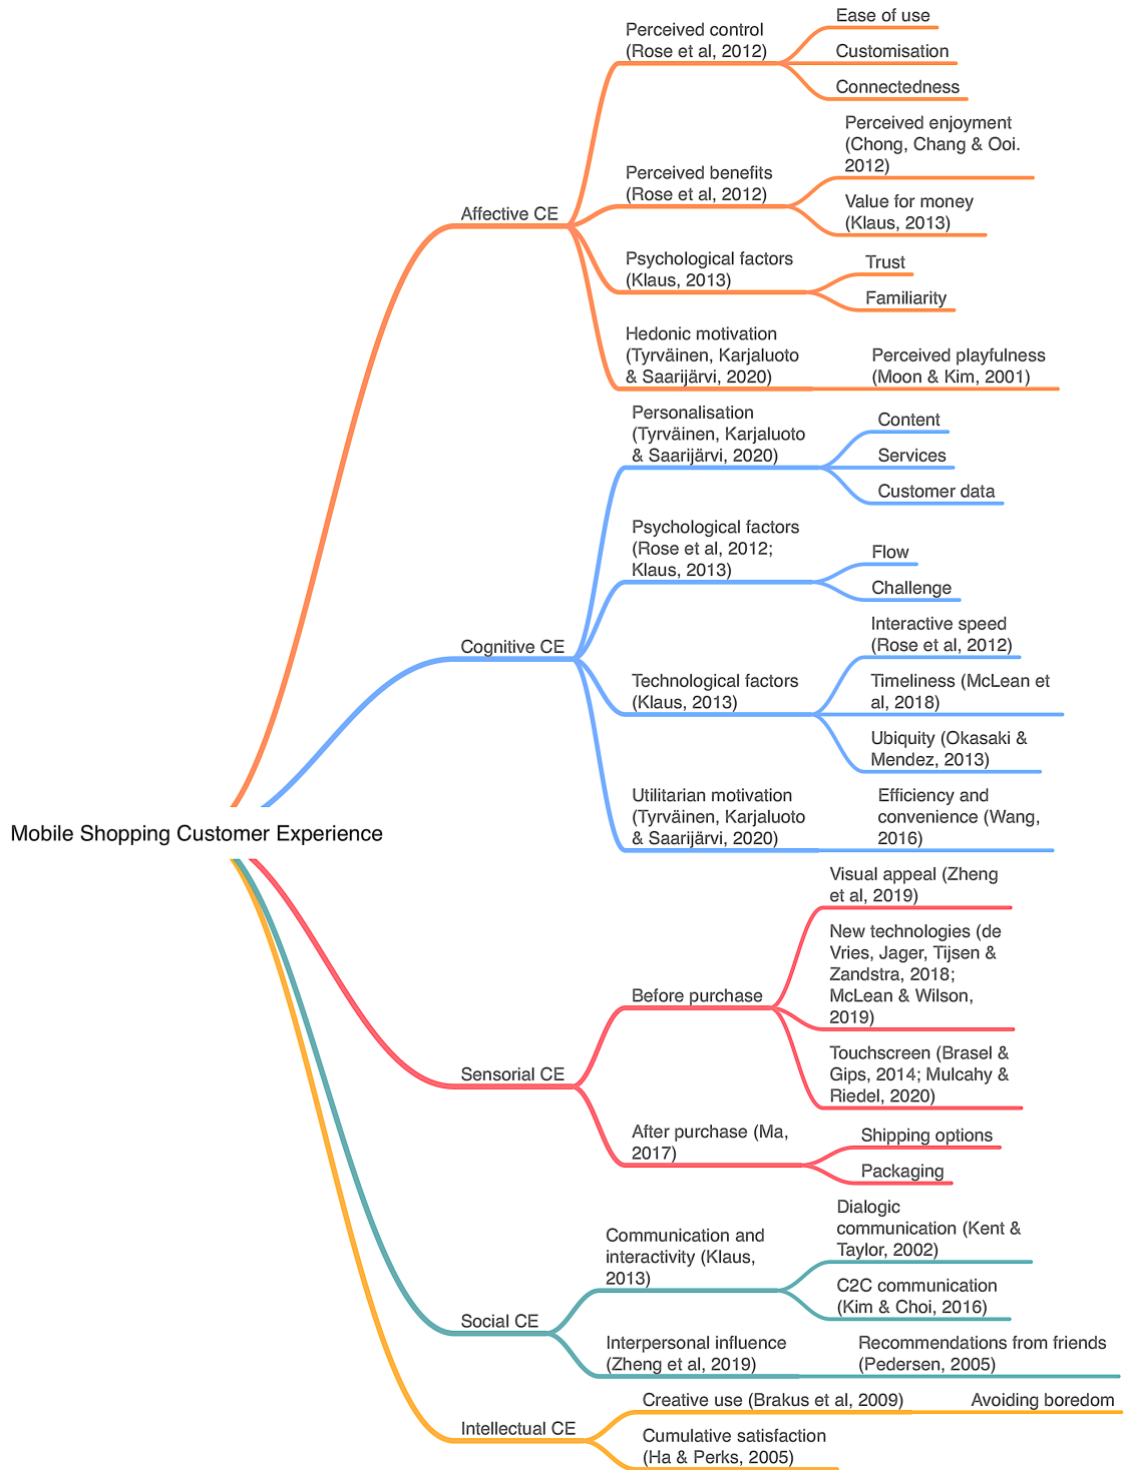 Mobile Shopping Customer Experience
Affective CE
Perceived control
(Rose et al, 2012)
Ease of use
Customisation
Connectedness
Perceived benefits
(Rose et al, 2012)
Perceived enjoyment
(Chong, Chang & Ooi.
2012)
Value for money
(Klaus, 2013)
Psychological factors
(Klaus, 2013)
Trust
Familiarity
Hedonic motivation
(Tyrväinen, Karjaluoto
& Saarijärvi, 2020)
Perceived playfulness
(Moon & Kim, 2001)
Cognitive CE
Personalisation
(Tyrväinen, Karjaluoto
& Saarijärvi, 2020)
Content
Services
Customer data
Psychological factors
(Rose et al, 2012;
Klaus, 2013)
Flow
Challenge
Technological factors
(Klaus, 2013)
Interactive speed
(Rose et al, 2012)
Timeliness (McLean et
al, 2018)
Ubiquity (Okasaki &
Mendez, 2013)
Utilitarian motivation
(Tyrväinen, Karjaluoto
& Saarijärvi, 2020)
Efficiency and
convenience (Wang,
2016)
Sensorial CE
Before purchase
Visual appeal (Zheng
et al, 2019)
New technologies (de
Vries, Jager, Tijsen &
Zandstra, 2018;
McLean & Wilson,
2019)
Touchscreen (Brasel &
Gips, 2014; Mulcahy &
Riedel, 2020)
After purchase (Ma,
2017)
Shipping options
Packaging
Social CE
Communication and
interactivity (Klaus,
2013)
Dialogic
communication (Kent &
Taylor, 2002)
C2C communication
(Kim & Choi, 2016)
Interpersonal influence
(Zheng et al, 2019)
Recommendations from friends
(Pedersen, 2005)
Intellectual CE
Creative use (Brakus et al, 2009)
Avoiding boredom
Cumulative satisfaction
(Ha & Perks, 2005)